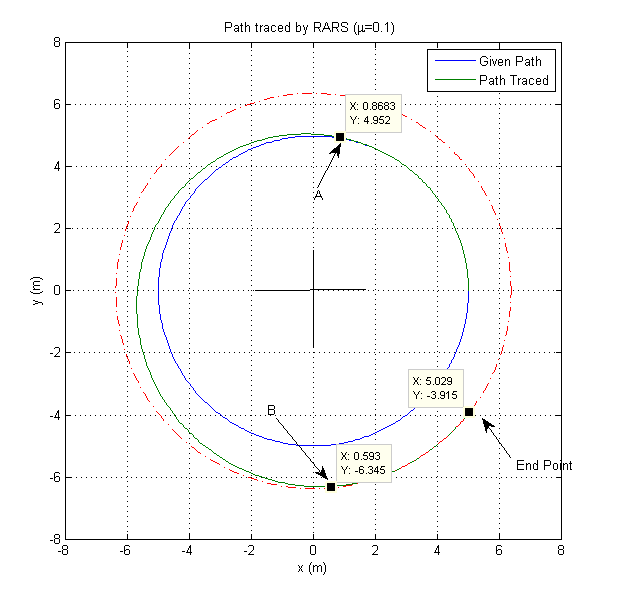 Path traced by RARS (μ=0.1)
Given Path
Path Traced
X: 0.8683
Y: 4.952
A
X: 5.029
Y: -3.915
B
X: 0.593
Y: -6.345
End Point
8
6
4
2
0
-2
-4
-6
-8
y (m)
-8 -6 -4 -2 0 2 4 6 8
x (m)